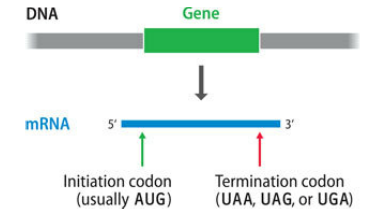 DNA
Gene
mRNA
5′
3′
Initiation codon
(usually AUG)
Termination codon
(UAA, UAG, or UGA)